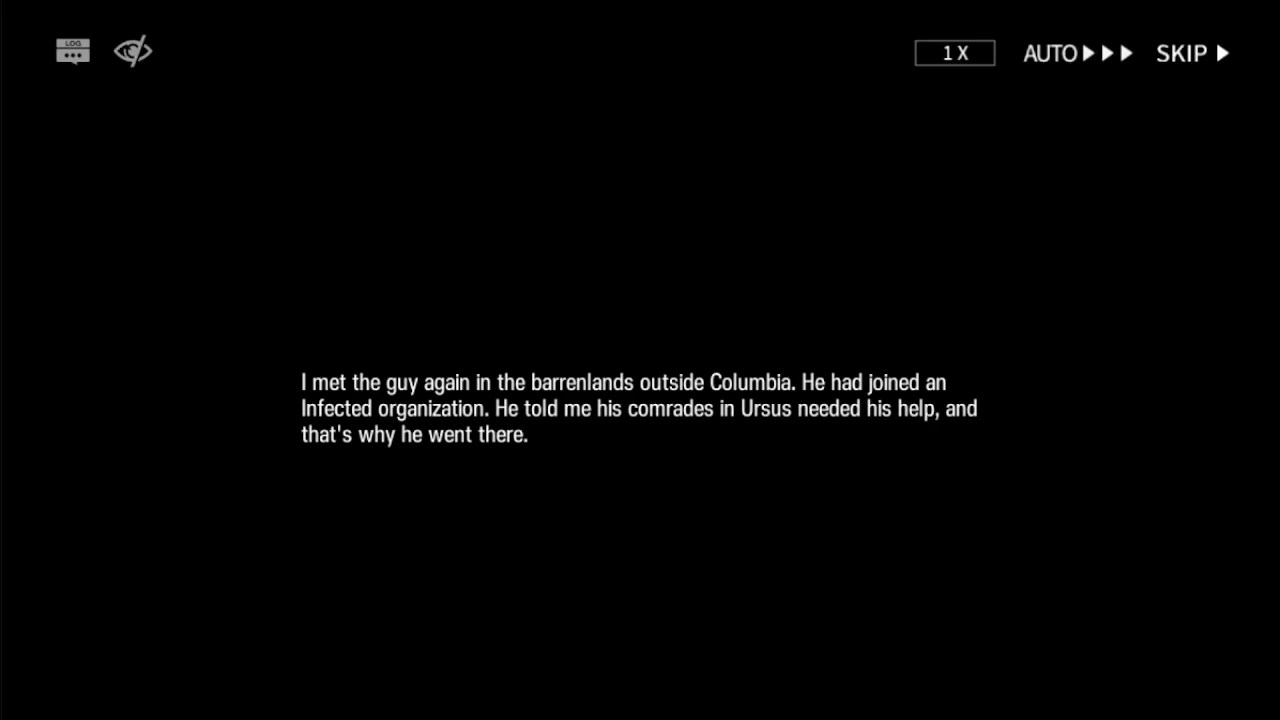 LOG
1 X
AUTO
SKIP
I met the guy again in the barrenlands outside Columbia. He had joined an
Infected organization. He told me his comrades in Ursus needed his help, and
that's why he went there.